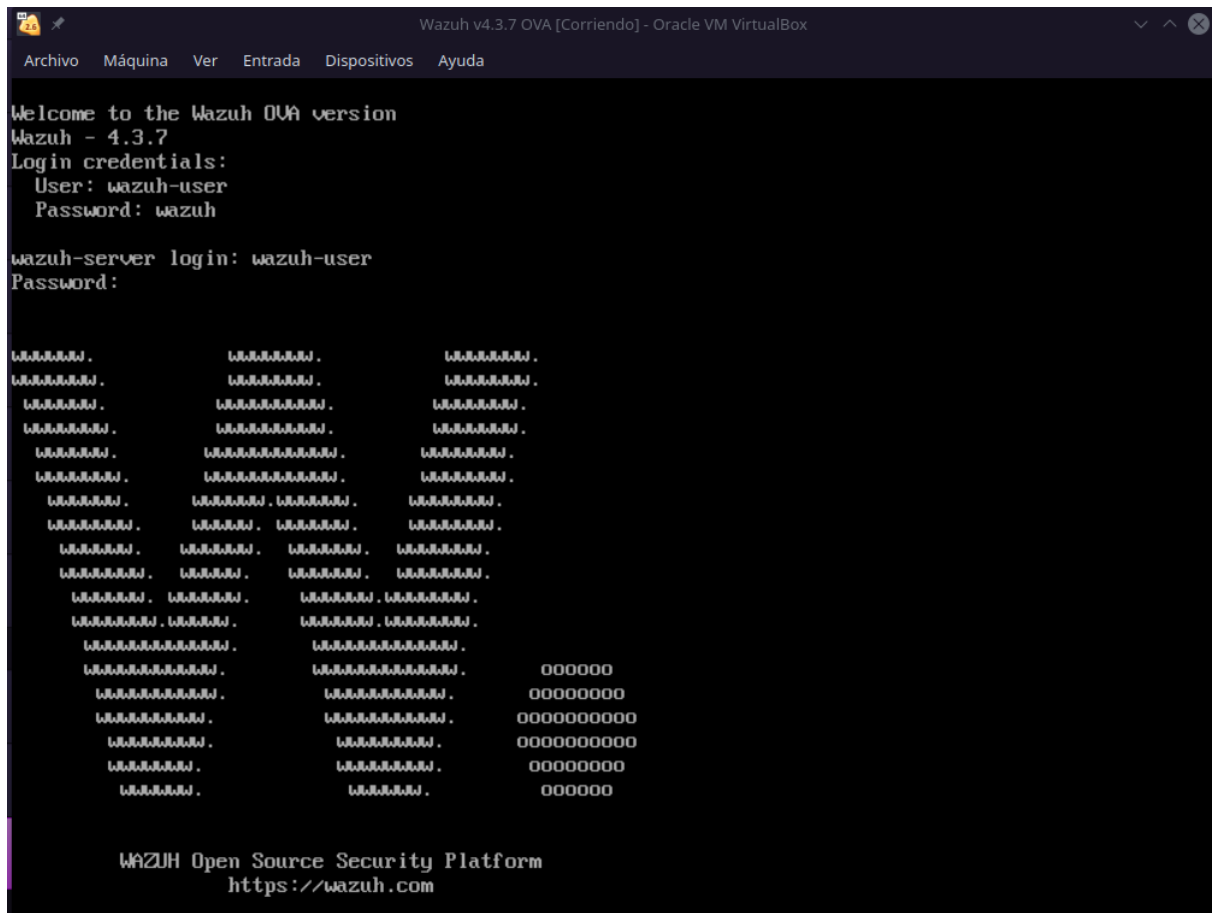 Wazuh v4.3.7 OVA [Corriendo] - Oracle VM VirtualBox
Archivo Máquina Ver Entrada Dispositivos Ayuda
Welcome to the Wazuh OVA version
Wazuh - 4.3.7
Login credentials:
User: wazuh-user
Password: wazuh
wazuh-server login: wazuh-user
Password:
WAZUH Open Source Security Platform
https://wazuh.com